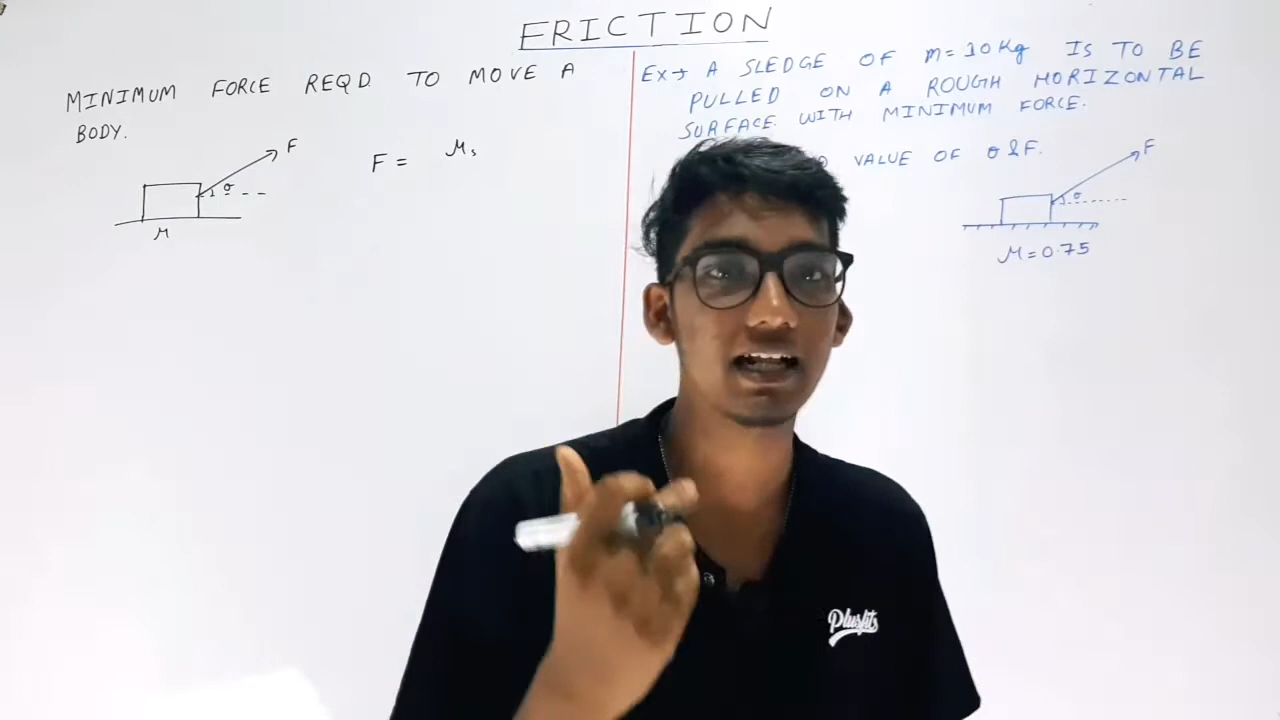 FRICTION
MINIMUM FORCE REQD TO MOVE A
BODY.
F
θ
μ
F = μs
EX → A SLEDGE OF m = 10 Kg IS TO BE
PULLED ON A ROUGH HORIZONTAL
SURFACE WITH MINIMUM FORCE.
VALUE OF θ & F.
F
θ
μ = 0.75
Plusfits